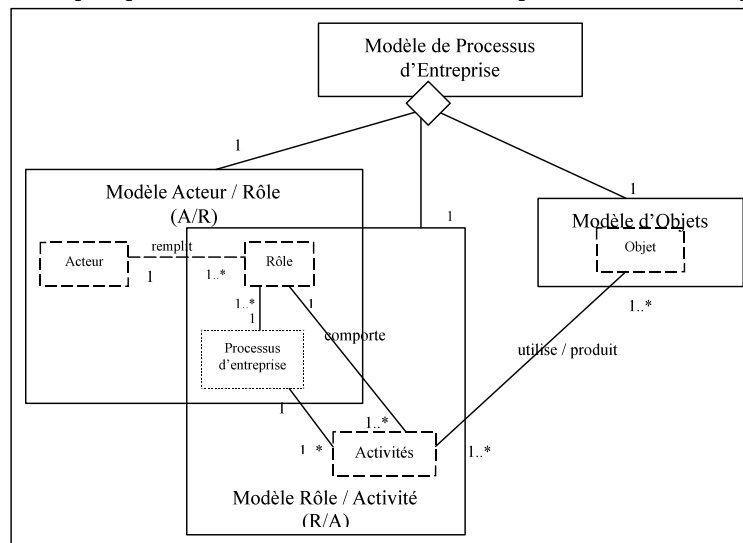 Modèle de Processus
d'Entreprise
1
1
1
Modèle Acteur / Rôle
(A/R)
Modèle d'Objets
Objet
remplit
Acteur
Rôle
1
1..*
1..*
1
1
1..*
comporte
utilise / produit
Processus
d'entreprise
1
1..*
1 *
1..*
Activités
Modèle Rôle / Activité
(R/A)